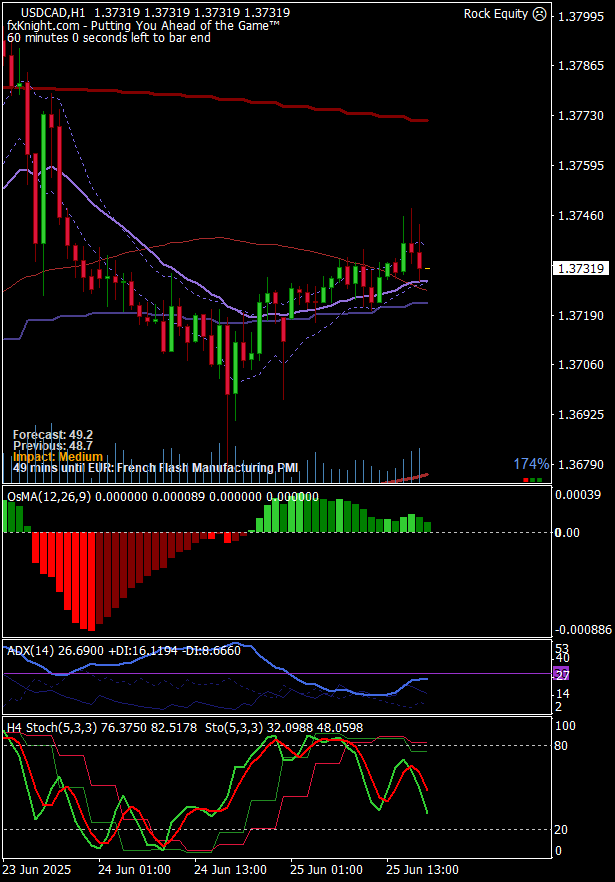 USDCAD,H1 1.37319 1.37319 1.37319 1.37319
Rock Equity
fxKnight.com - Putting You Ahead of the Game™
60 minutes 0 seconds left to bar end
1.37995
1.37865
1.37730
1.37595
1.37460
1.37319
1.37190
1.37060
1.36925
1.36790
Forecast: 49.2
Previous: 48.7
Impact: Medium
49 mins until EUR: French Flash Manufacturing PMI
174%
OsMA(12,26,9) 0.000000 0.000089 0.000000 0.000000
0.00039
0.00
-0.000886
ADX(14) 26.6900 +DI:16.1194 -DI:8.6660
53
40
27
14
2
H4 Stoch(5,3,3) 76.3750 82.5178 Sto(5,3,3) 32.0988 48.0598
100
80
20
0
23 Jun 2025
24 Jun 01:00
24 Jun 13:00
25 Jun 01:00
25 Jun 13:00